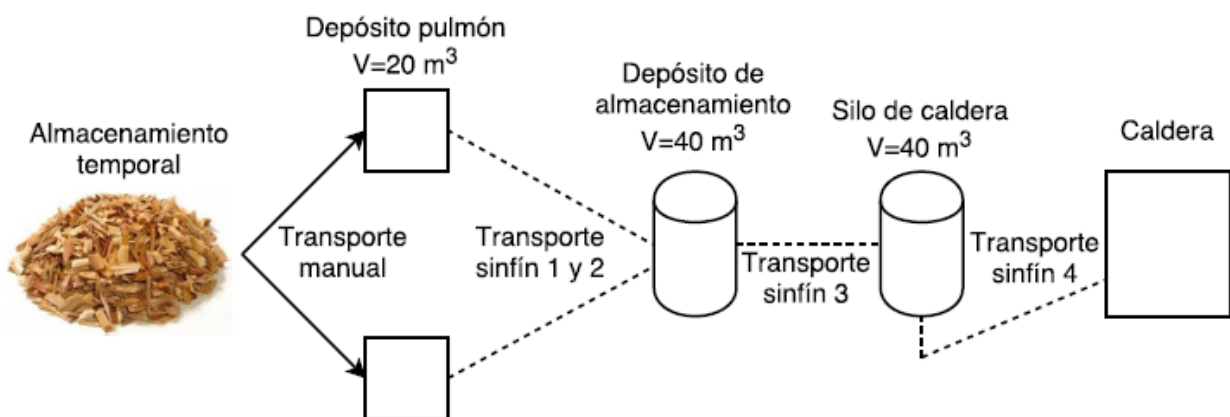 Almacenamiento
temporal
Transporte
manual
Depósito pulmón
V=20 m³
Transporte
sinfín 1 y 2
Depósito de
almacenamiento
V=40 m³
Transporte
sinfín 3
Silo de caldera
V=40 m³
Transporte
sinfín 4
Caldera